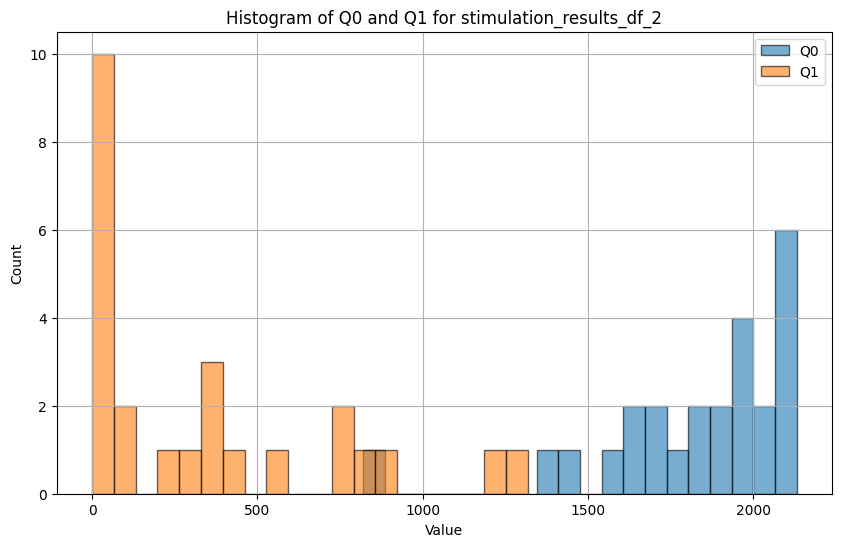 Histogram of Q0 and Q1 for stimulation_results_df_2
Q0
Q1
10
8
6
4
2
0
Count
0 500 1000 1500 2000
Value